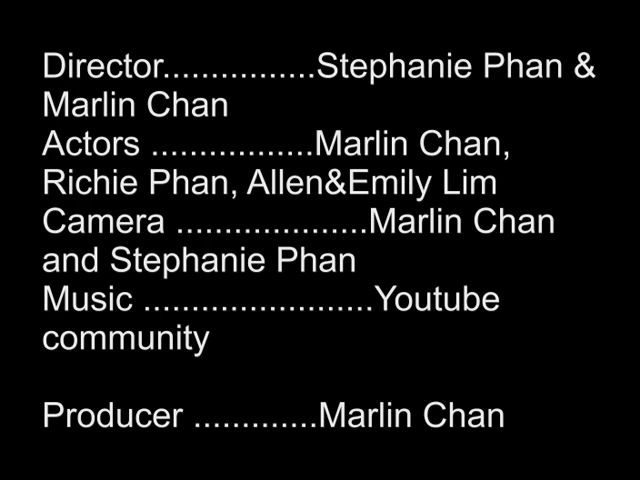 Director................Stephanie Phan &
Marlin Chan
Actors .................Marlin Chan,
Richie Phan, Allen&Emily Lim
Camera ....................Marlin Chan
and Stephanie Phan
Music ........................Youtube
community
Producer .............Marlin Chan